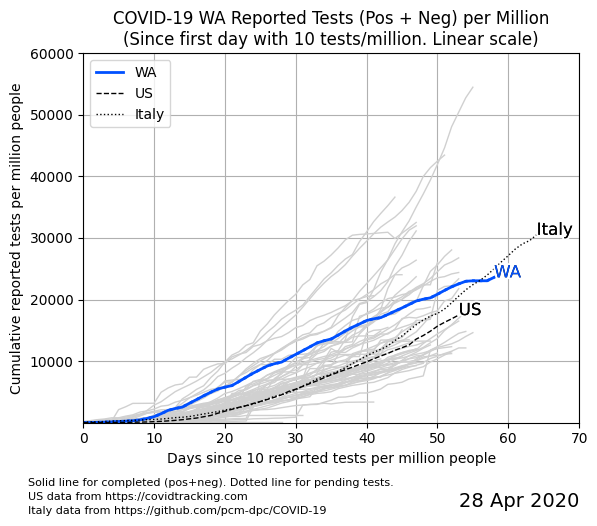 COVID-19 WA Reported Tests (Pos + Neg) per Million
(Since first day with 10 tests/million. Linear scale)
60000
50000
40000
30000
20000
10000
Cumulative reported tests per million people
WA
US
Italy
Italy
WA
US
0 10 20 30 40 50 60 70
Days since 10 reported tests per million people
Solid line for completed (pos+neg). Dotted line for pending tests.
US data from https://covidtracking.com
Italy data from https://github.com/pcm-dpc/COVID-19
28 Apr 2020